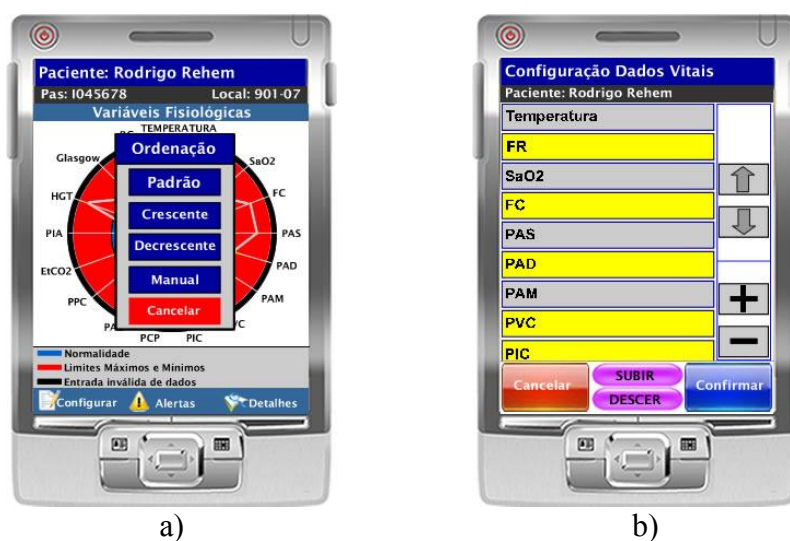 Paciente: Rodrigo Rehem
Pas: I045678 Local: 901-07
Variáveis Fisiológicas
TEMPERATURA
Glasgow
SaO2
HGT
FC
PIA
PAS
EtCO2
PAD
PPC
PAM
PCP
PIC
Ordenação
Padrão
Crescente
Decrescente
Manual
Cancelar
Normalidade
Limites Máximos e Mínimos
Entrada inválida de dados
Configurar Alertas Detalhes
a)
Configuração Dados Vitais
Paciente: Rodrigo Rehem
Temperatura
FR
SaO2
FC
PAS
PAD
PAM
PVC
PIC
Cancelar
SUBIR
DESCER
Confirmar
b)